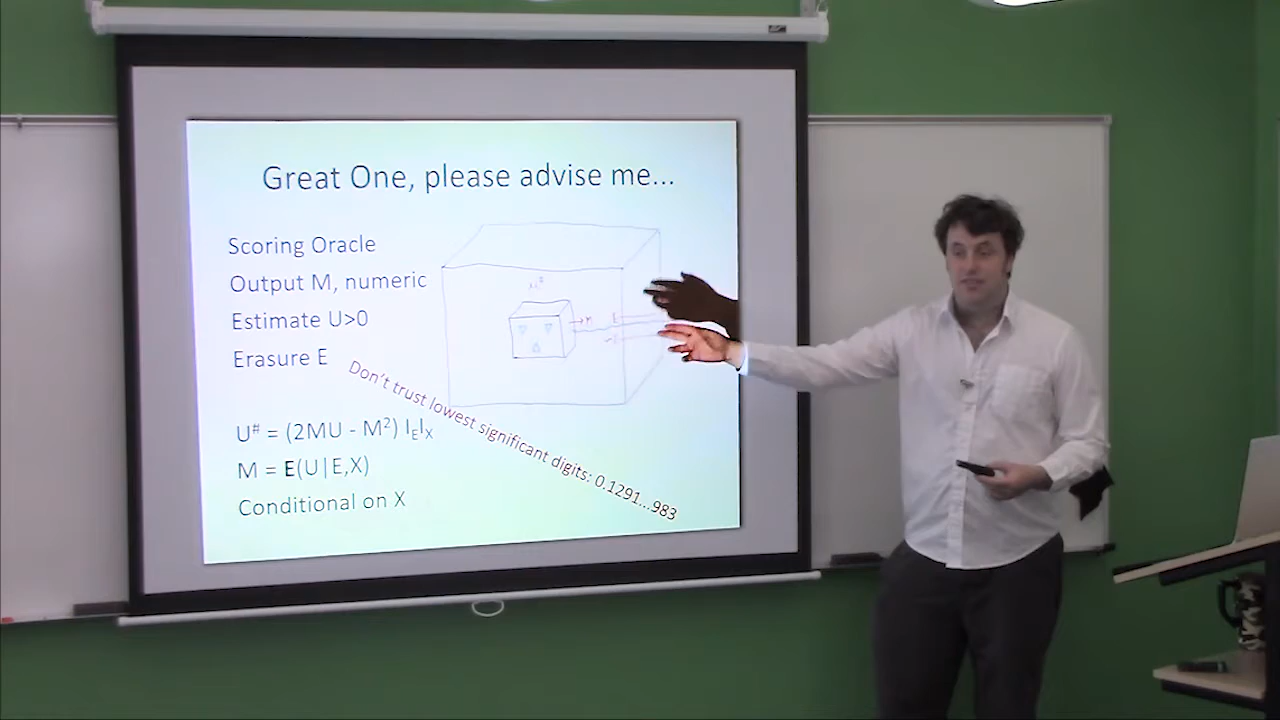 Great One, please advise me...
Scoring Oracle
Output M, numeric
Estimate U>0
Erasure E
Don't trust lowest significant digits: 0.1291...983
U# = (2MU - M²) I_E I_X
M = E(U|E,X)
Conditional on X